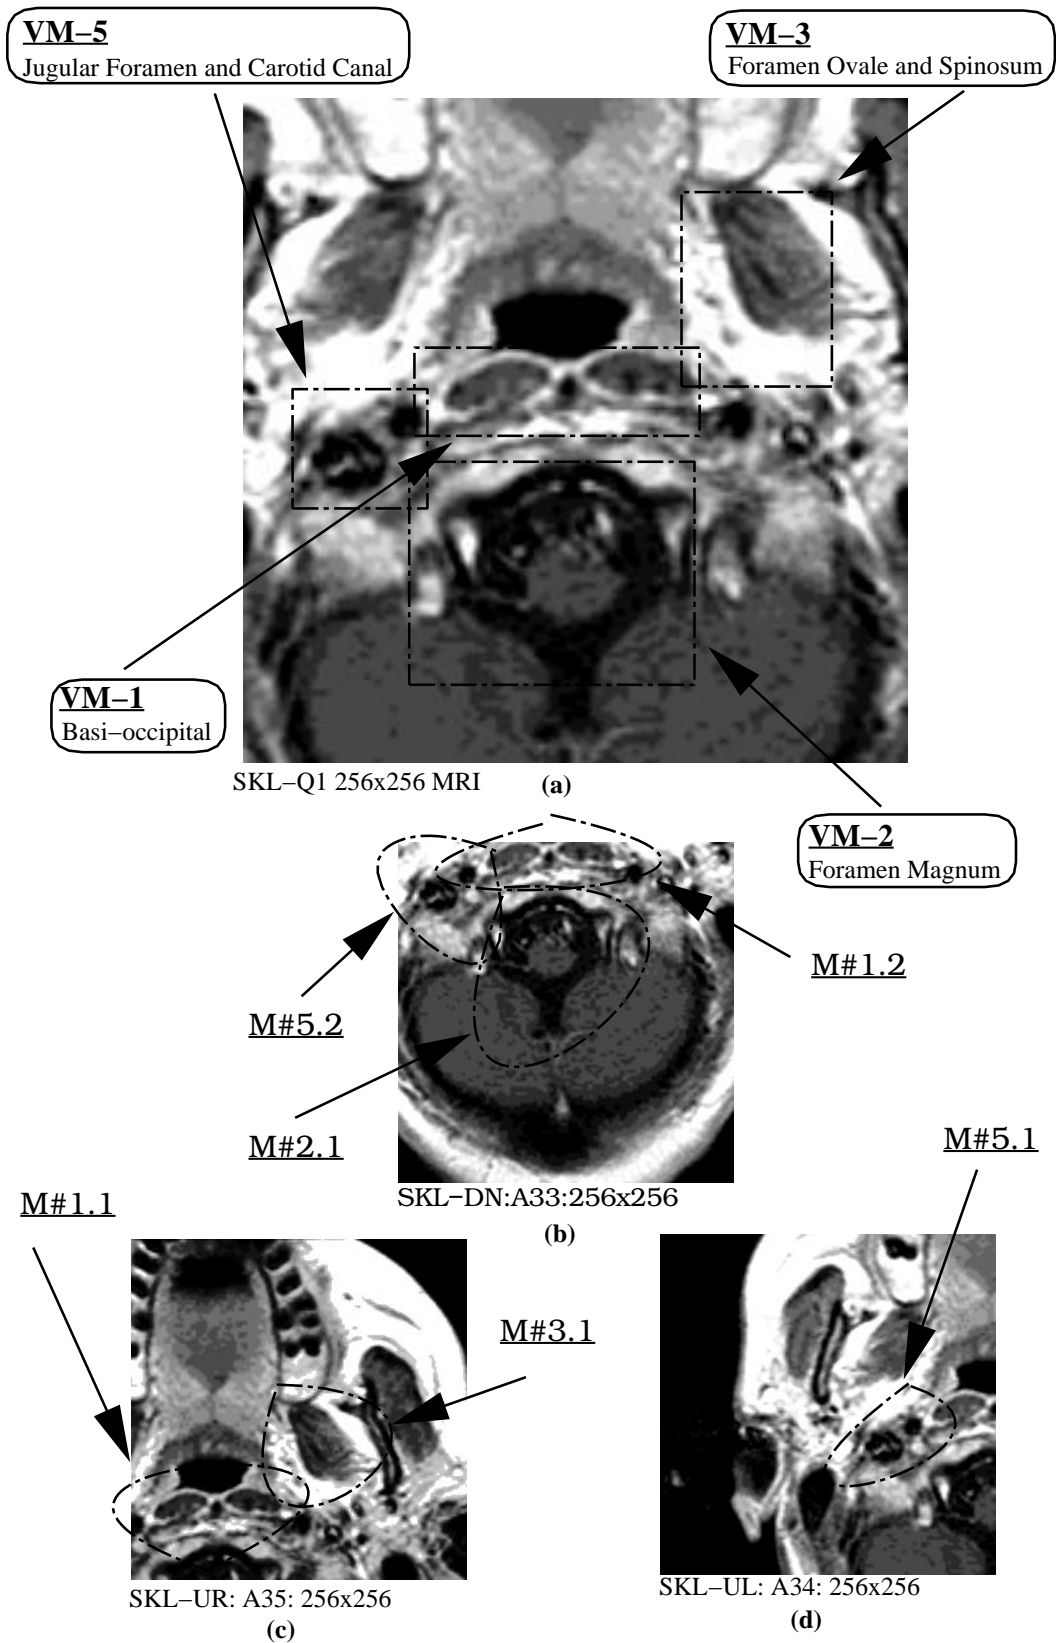 VM−5
Jugular Foramen and Carotid Canal
VM−3
Foramen Ovale and Spinosum
VM−1
Basi−occipital
SKL−Q1 256x256 MRI
(a)
VM−2
Foramen Magnum
M#1.2
M#5.2
M#2.1
M#5.1
SKL−DN:A33:256x256
(b)
M#1.1
M#3.1
SKL−UR: A35: 256x256
(c)
SKL−UL: A34: 256x256
(d)